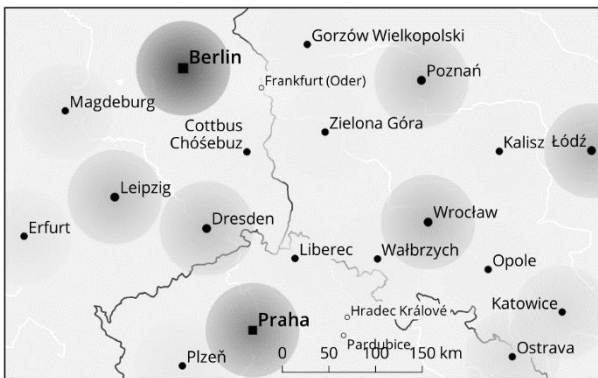 Gorzów Wielkopolski
Berlin
Poznań
Frankfurt (Oder)
Magdeburg
Cottbus
Chóśebuz
Zielona Góra
Kalisz
Łódź
Leipzig
Dresden
Wrocław
Erfurt
Liberec
Wałbrzych
Opole
Katowice
Praha
Hradec Králové
Pardubice
Ostrava
Plzeň
0 50 100 150 km